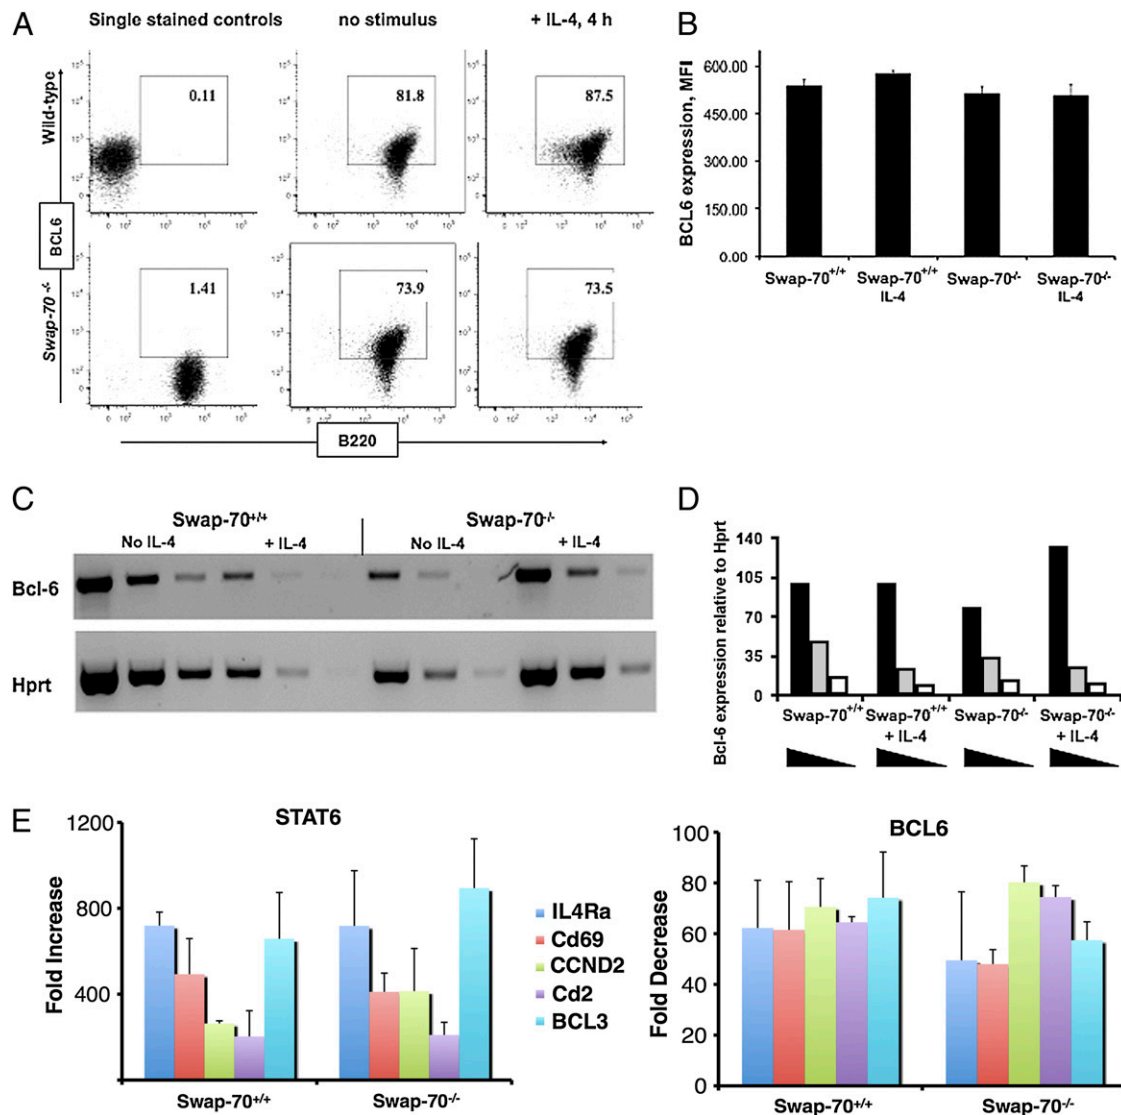 A
Single stained controls
no stimulus
+ IL-4, 4 h
Wild-type
Swap-70 -/-
BCL6
B220
0.11
81.8
87.5
1.41
73.9
73.5
B
BCL6 expression, MFI
600.00
450.00
300.00
150.00
0.00
Swap-70+/+
Swap-70+/+
IL-4
Swap-70-/-
Swap-70-/-
IL-4
C
Swap-70+/+
Swap-70-/-
No IL-4
+ IL-4
No IL-4
+ IL-4
Bcl-6
Hprt
D
Bcl-6 expression relative to Hprt
140
105
70
35
0
Swap-70+/+
Swap-70+/+
+ IL-4
Swap-70-/-
Swap-70-/-
+ IL-4
E
STAT6
Fold Increase
1200
800
400
Swap-70+/+
Swap-70-/-
IL4Ra
Cd69
CCND2
Cd2
BCL3
BCL6
Fold Decrease
100
80
60
40
20
0
Swap-70+/+
Swap-70-/-